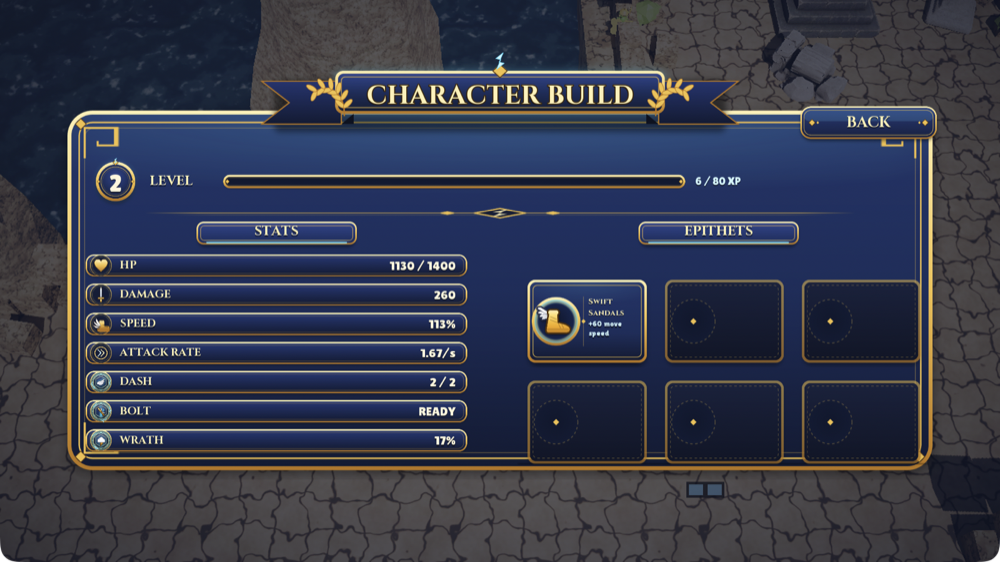 CHARACTER BUILD
BACK
2 LEVEL 6 / 80 XP
STATS
EPITHETS
HP 1130 / 1400
DAMAGE 260
SPEED 113%
ATTACK RATE 1.67/s
DASH 2 / 2
BOLT READY
WRATH 17%
SWIFT
SANDALS
+60 move
speed